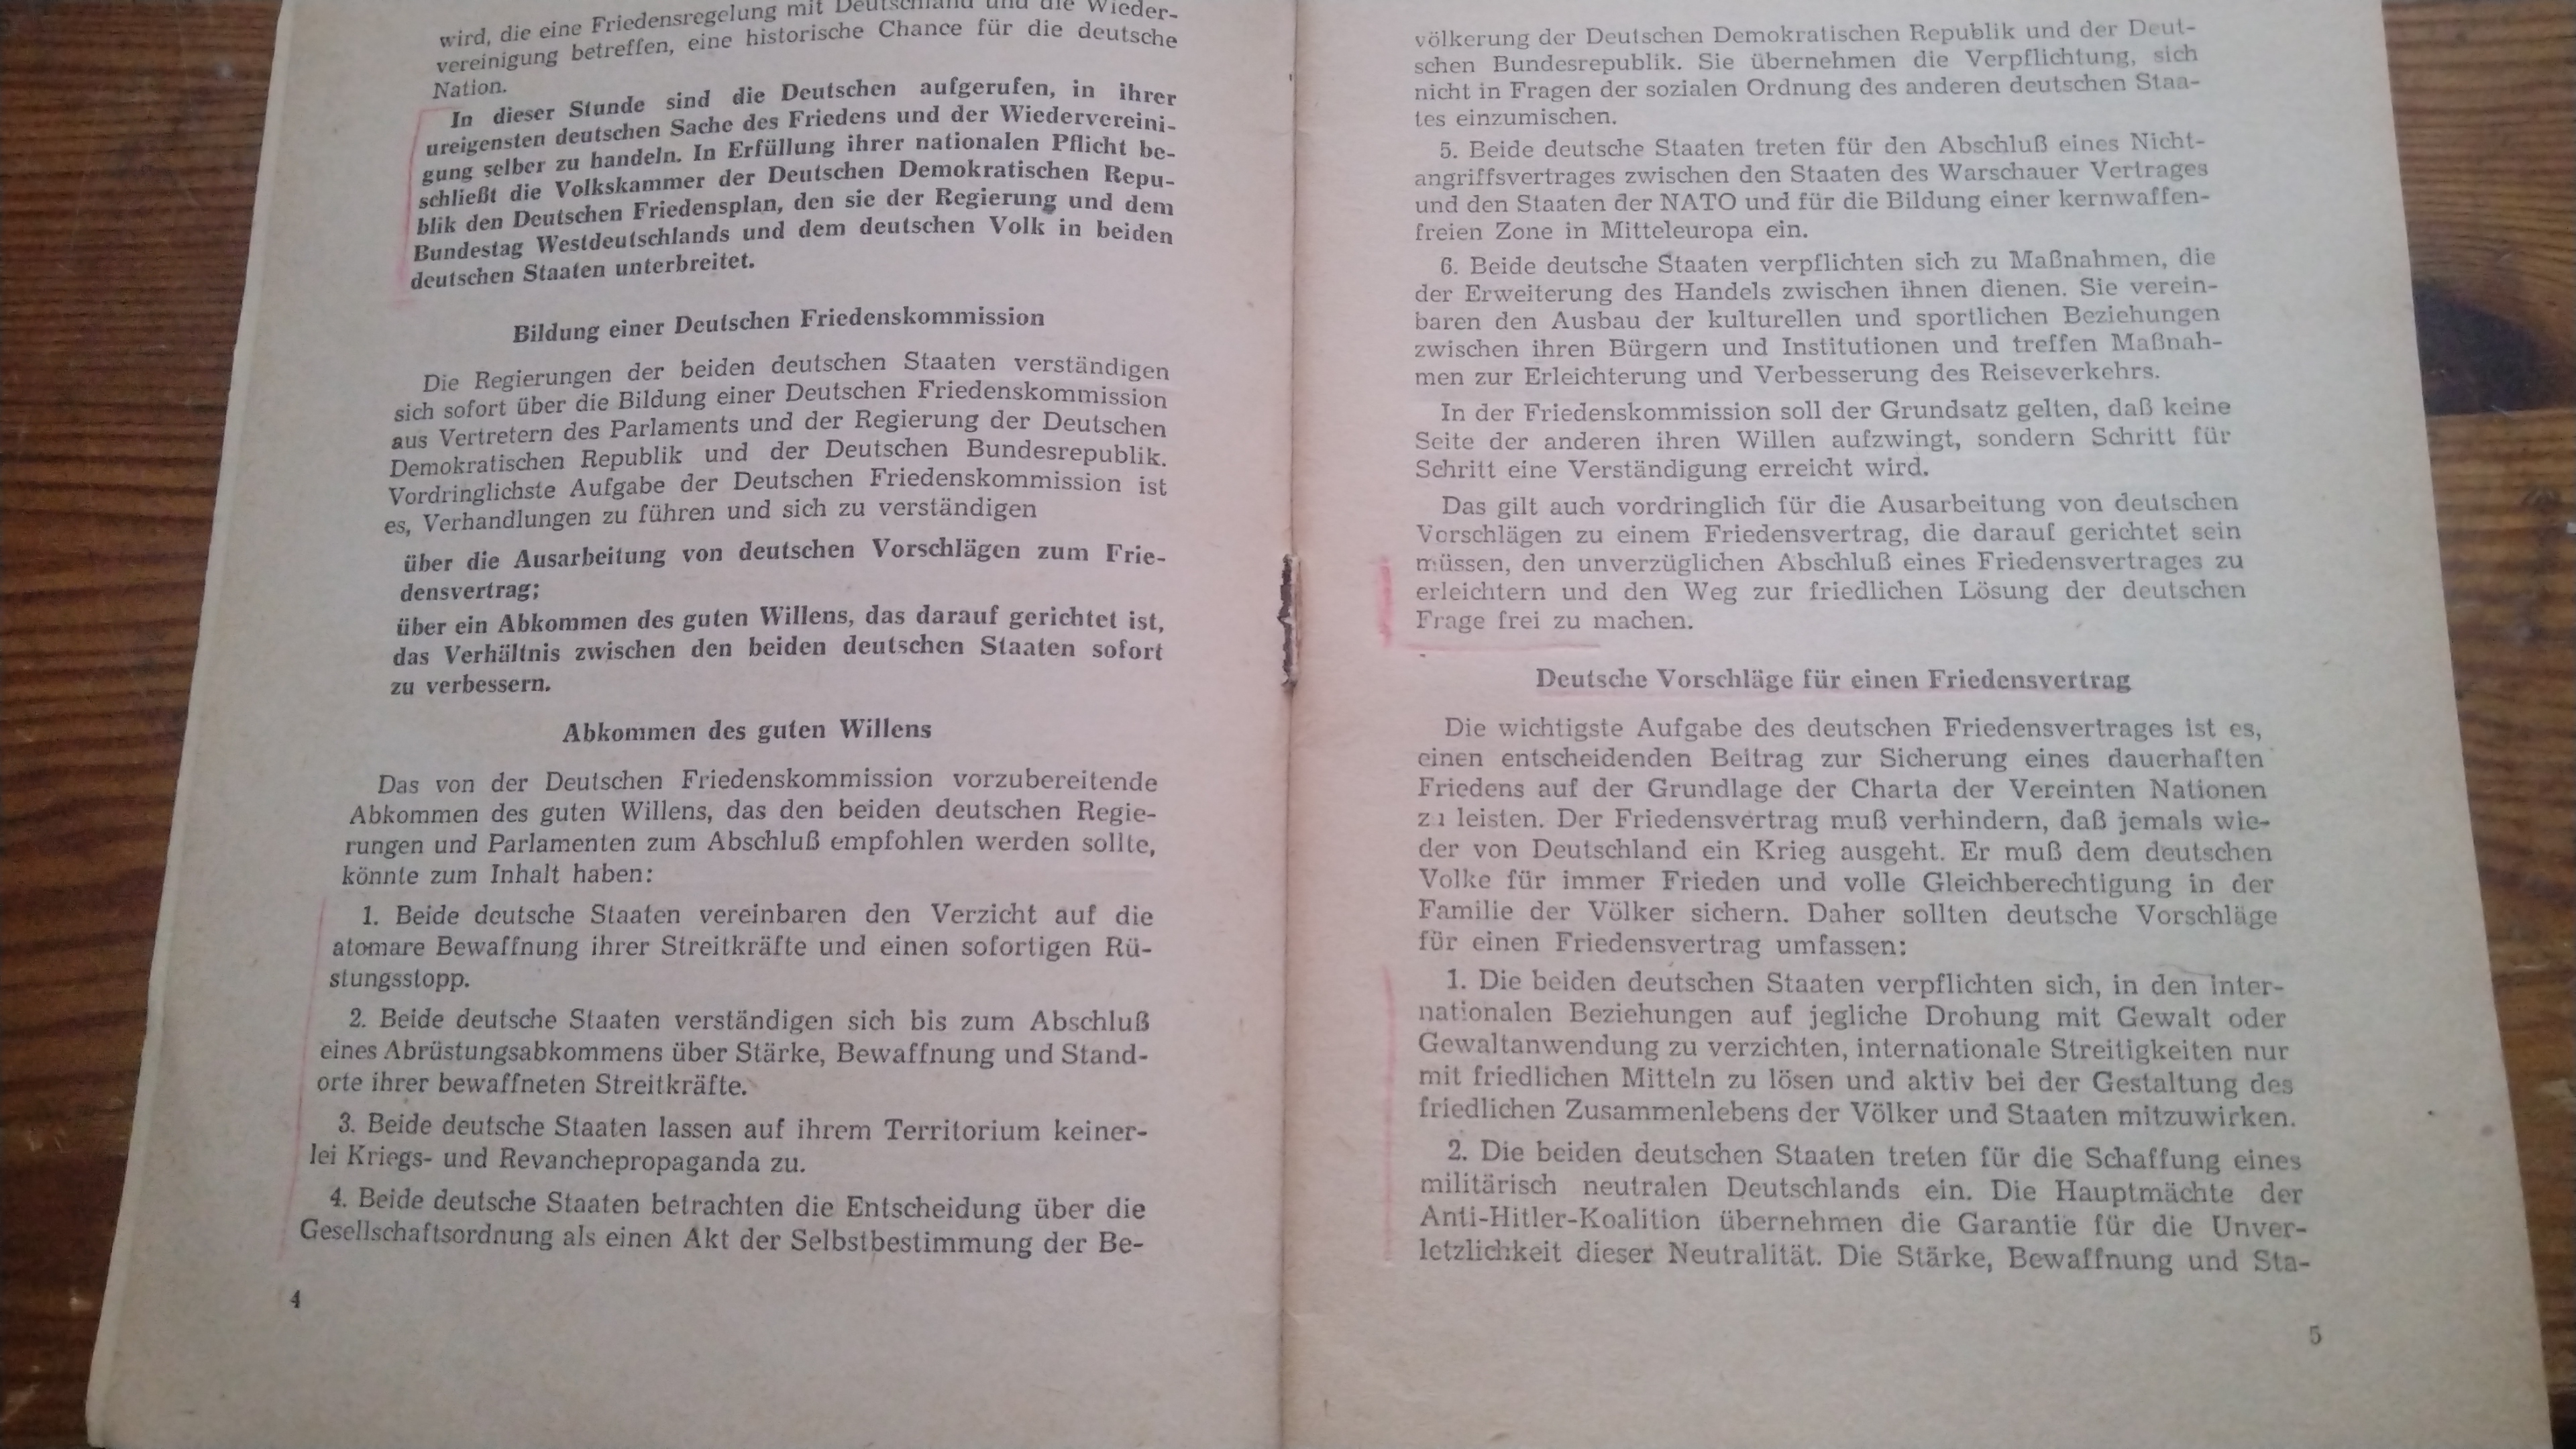 wird, die eine Friedensregelung mit Deutschland und die Wieder-
vereinigung betreffen, eine historische Chance für die deutsche
Nation.
In dieser Stunde sind die Deutschen aufgerufen, in ihrer
ureigensten deutschen Sache des Friedens und der Wiedervereini-
gung selber zu handeln. In Erfüllung ihrer nationalen Pflicht be-
schließt die Volkskammer der Deutschen Demokratischen Repu-
blik den Deutschen Friedensplan, den sie der Regierung und dem
Bundestag Westdeutschlands und dem deutschen Volk in beiden
deutschen Staaten unterbreitet.
Bildung einer Deutschen Friedenskommission
Die Regierungen der beiden deutschen Staaten verständigen
sich sofort über die Bildung einer Deutschen Friedenskommission
aus Vertretern des Parlaments und der Regierung der Deutschen
Demokratischen Republik und der Deutschen Bundesrepublik.
Vordringlichste Aufgabe der Deutschen Friedenskommission ist
es, Verhandlungen zu führen und sich zu verständigen
über die Ausarbeitung von deutschen Vorschlägen zum Frie-
densvertrag;
über ein Abkommen des guten Willens, das darauf gerichtet ist,
das Verhältnis zwischen den beiden deutschen Staaten sofort
zu verbessern.
Abkommen des guten Willens
Das von der Deutschen Friedenskommission vorzubereitende
Abkommen des guten Willens, das den beiden deutschen Regie-
rungen und Parlamenten zum Abschluß empfohlen werden sollte,
könnte zum Inhalt haben:
1. Beide deutsche Staaten vereinbaren den Verzicht auf die
atomare Bewaffnung ihrer Streitkräfte und einen sofortigen Rü-
stungsstopp.
2. Beide deutsche Staaten verständigen sich bis zum Abschluß
eines Abrüstungsabkommens über Stärke, Bewaffnung und Stand-
orte ihrer bewaffneten Streitkräfte.
3. Beide deutsche Staaten lassen auf ihrem Territorium keiner-
lei Kriegs- und Revanchepropaganda zu.
4. Beide deutsche Staaten betrachten die Entscheidung über die
Gesellschaftsordnung als einen Akt der Selbstbestimmung der Be-
4
völkerung der Deutschen Demokratischen Republik und der Deut-
schen Bundesrepublik. Sie übernehmen die Verpflichtung, sich
nicht in Fragen der sozialen Ordnung des anderen deutschen Staa-
tes einzumischen.
5. Beide deutsche Staaten treten für den Abschluß eines Nicht-
angriffsvertrages zwischen den Staaten des Warschauer Vertrages
und den Staaten der NATO und für die Bildung einer kernwaffen-
freien Zone in Mitteleuropa ein.
6. Beide deutsche Staaten verpflichten sich zu Maßnahmen, die
der Erweiterung des Handels zwischen ihnen dienen. Sie verein-
baren den Ausbau der kulturellen und sportlichen Beziehungen
zwischen ihren Bürgern und Institutionen und treffen Maßnah-
men zur Erleichterung und Verbesserung des Reiseverkehrs.
In der Friedenskommission soll der Grundsatz gelten, daß keine
Seite der anderen ihren Willen aufzwingt, sondern Schritt für
Schritt eine Verständigung erreicht wird.
Das gilt auch vordringlich für die Ausarbeitung von deutschen
Vorschlägen zu einem Friedensvertrag, die darauf gerichtet sein
müssen, den unverzüglichen Abschluß eines Friedensvertrages zu
erleichtern und den Weg zur friedlichen Lösung der deutschen
Frage frei zu machen.
Deutsche Vorschläge für einen Friedensvertrag
Die wichtigste Aufgabe des deutschen Friedensvertrages ist es,
einen entscheidenden Beitrag zur Sicherung eines dauerhaften
Friedens auf der Grundlage der Charta der Vereinten Nationen
zu leisten. Der Friedensvertrag muß verhindern, daß jemals wie-
der von Deutschland ein Krieg ausgeht. Er muß dem deutschen
Volke für immer Frieden und volle Gleichberechtigung in der
Familie der Völker sichern. Daher sollten deutsche Vorschläge
für einen Friedensvertrag umfassen:
1. Die beiden deutschen Staaten verpflichten sich, in den inter-
nationalen Beziehungen auf jegliche Drohung mit Gewalt oder
Gewaltanwendung zu verzichten, internationale Streitigkeiten nur
mit friedlichen Mitteln zu lösen und aktiv bei der Gestaltung des
friedlichen Zusammenlebens der Völker und Staaten mitzuwirken.
2. Die beiden deutschen Staaten treten für die Schaffung eines
militärisch neutralen Deutschlands ein. Die Hauptmächte der
Anti-Hitler-Koalition übernehmen die Garantie für die Unver-
letzlichkeit dieser Neutralität. Die Stärke, Bewaffnung und Sta-
5